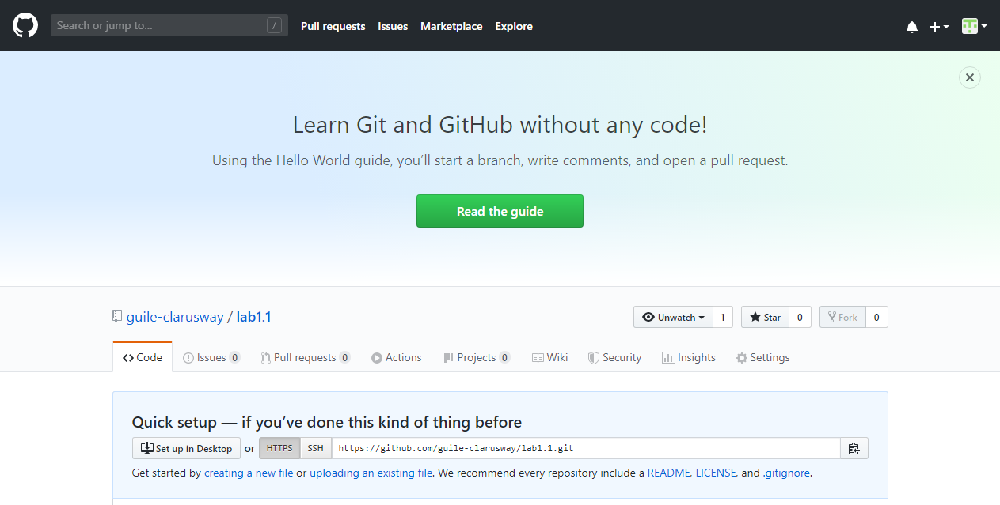 Search or jump to... / Pull requests Issues Marketplace Explore
Learn Git and GitHub without any code!
Using the Hello World guide, you’ll start a branch, write comments, and open a pull request.
Read the guide
guile-clarusway / lab1.1 Unwatch 1 Star 0 Fork 0
Code Issues 0 Pull requests 0 Actions Projects 0 Wiki Security Insights Settings
Quick setup — if you’ve done this kind of thing before
Set up in Desktop or HTTPS SSH https://github.com/guile-clarusway/lab1.1.git
Get started by creating a new file or uploading an existing file. We recommend every repository include a README, LICENSE, and .gitignore.